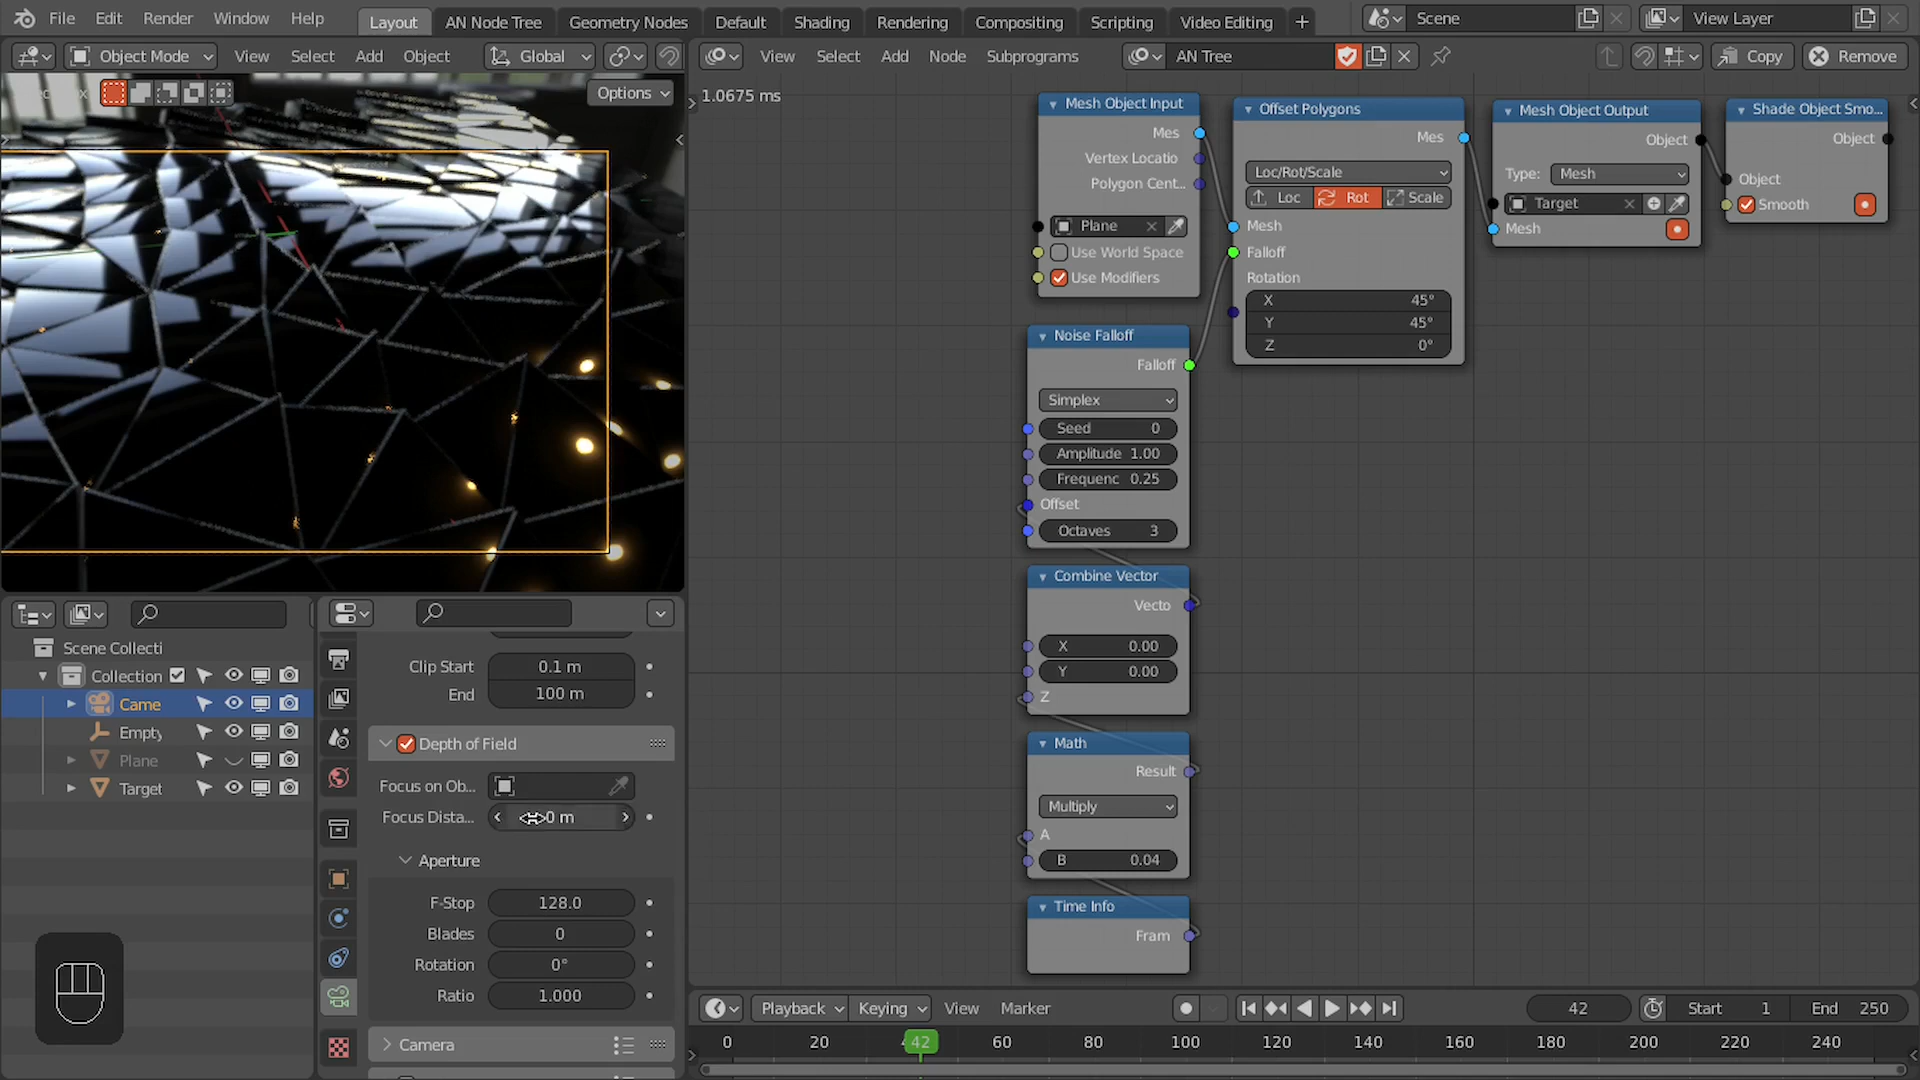 File Edit Render Window Help Layout AN Node Tree Geometry Nodes Default Shading Rendering Compositing Scripting Video Editing + Scene View Layer
Object Mode View Select Add Object Global
Options
View Select Add Node Subprograms AN Tree Copy Remove
1.0675 ms
Mesh Object Input
Mes
Vertex Locatio
Polygon Cent..
Plane
Use World Space
Use Modifiers
Offset Polygons
Mes
Loc/Rot/Scale
Loc Rot Scale
Mesh
Falloff
Rotation
X 45°
Y 45°
Z 0°
Mesh Object Output
Object
Type: Mesh
Target
Mesh
Shade Object Smo...
Object
Object
Smooth
Noise Falloff
Falloff
Simplex
Seed 0
Amplitude 1.00
Frequenc 0.25
Offset
Octaves 3
Combine Vector
Vecto
X 0.00
Y 0.00
Z
Math
Result
Multiply
A
B 0.04
Time Info
Fram
Scene Collecti
Collection
Came
Empty
Plane
Target
Clip Start 0.1 m
End 100 m
Depth of Field
Focus on Ob...
Focus Dista... 0 m
Aperture
F-Stop 128.0
Blades 0
Rotation 0°
Ratio 1.000
Camera
Playback Keying View Marker 42 Start 1 End 250
0 20 42 60 80 100 120 140 160 180 200 220 240